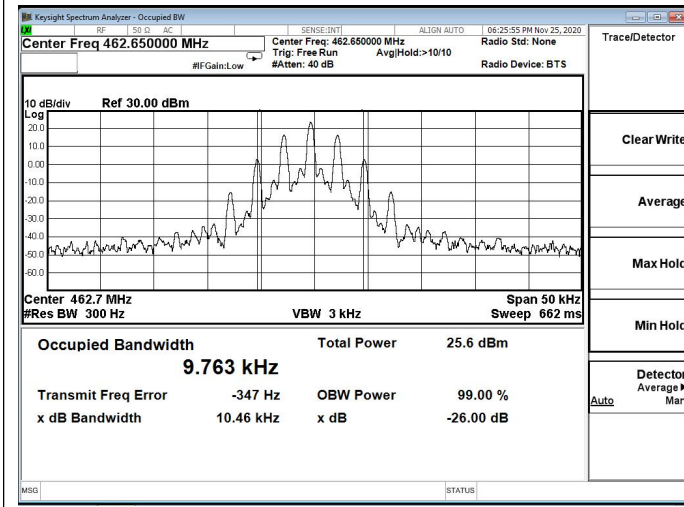 Keysight Spectrum Analyzer - Occupied BW
LXI RF 50 Ω AC SENSE:INT ALIGN AUTO 06:25:55 PM Nov 25, 2020
Center Freq 462.650000 MHz
Center Freq: 462.650000 MHz
Radio Std: None
Trig: Free Run Avg|Hold:>10/10
#IFGain:Low
#Atten: 40 dB
Radio Device: BTS
Trace/Detector
10 dB/div Ref 30.00 dBm
Log
20.0
10.0
0.00
-10.0
-20.0
-30.0
-40.0
-50.0
-60.0
Center 462.7 MHz
Span 50 kHz
#Res BW 300 Hz
VBW 3 kHz
Sweep 662 ms
Occupied Bandwidth
9.763 kHz
Total Power 25.6 dBm
Transmit Freq Error -347 Hz
OBW Power 99.00 %
x dB Bandwidth 10.46 kHz
x dB -26.00 dB
Clear Write
Average
Max Hold
Min Hold
Detector
Average
Auto Man
MSG
STATUS